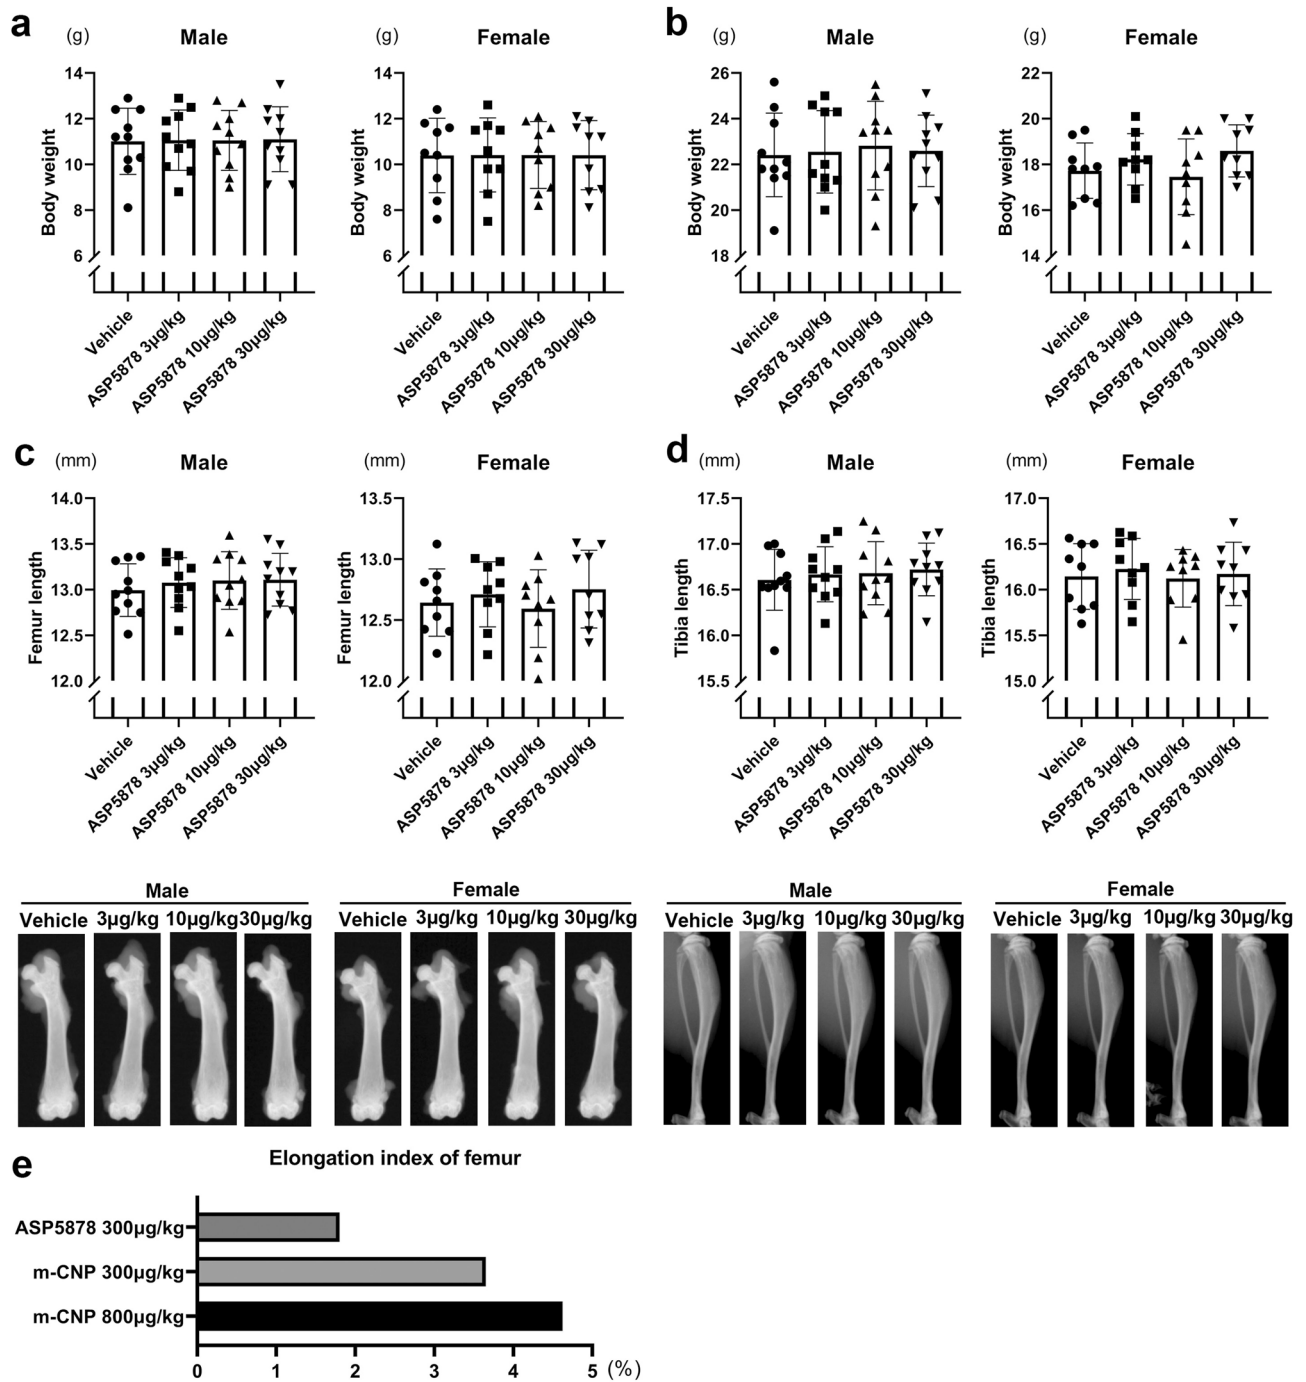 a
(g)
Male
Body weight
14
12
10
8
6
Vehicle
ASP5878 3μg/kg
ASP5878 10μg/kg
ASP5878 30μg/kg
(g)
Female
Body weight
14
12
10
8
6
Vehicle
ASP5878 3μg/kg
ASP5878 10μg/kg
ASP5878 30μg/kg
b
(g)
Male
Body weight
26
24
22
20
18
Vehicle
ASP5878 3μg/kg
ASP5878 10μg/kg
ASP5878 30μg/kg
(g)
Female
Body weight
22
20
18
16
14
Vehicle
ASP5878 3μg/kg
ASP5878 10μg/kg
ASP5878 30μg/kg
c
(mm)
Male
Femur length
14.0
13.5
13.0
12.5
12.0
Vehicle
ASP5878 3μg/kg
ASP5878 10μg/kg
ASP5878 30μg/kg
(mm)
Female
Femur length
13.5
13.0
12.5
12.0
Vehicle
ASP5878 3μg/kg
ASP5878 10μg/kg
ASP5878 30μg/kg
d
(mm)
Male
Tibia length
17.5
17.0
16.5
16.0
15.5
Vehicle
ASP5878 3μg/kg
ASP5878 10μg/kg
ASP5878 30μg/kg
(mm)
Female
Tibia length
17.0
16.5
16.0
15.5
15.0
Vehicle
ASP5878 3μg/kg
ASP5878 10μg/kg
ASP5878 30μg/kg
Male
Vehicle 3μg/kg 10μg/kg 30μg/kg
Female
Vehicle 3μg/kg 10μg/kg 30μg/kg
Male
Vehicle 3μg/kg 10μg/kg 30μg/kg
Female
Vehicle 3μg/kg 10μg/kg 30μg/kg
e
Elongation index of femur
ASP5878 300μg/kg
m-CNP 300μg/kg
m-CNP 800μg/kg
0 1 2 3 4 5 (%)